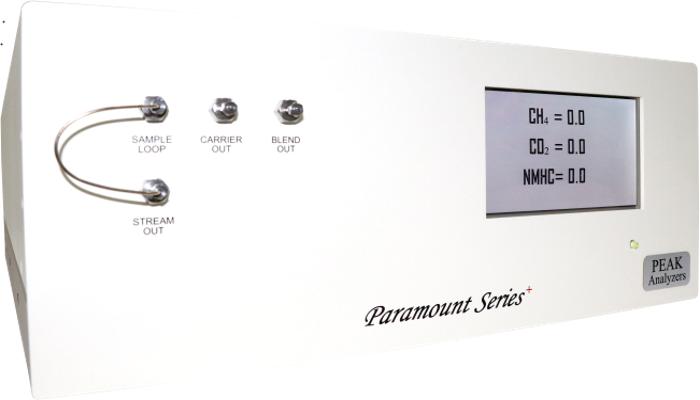 SAMPLE
LOOP
CARRIER
OUT
BLEND
OUT
STREAM
OUT
CH₄ = 0.0
CO₂ = 0.0
NMHC= 0.0
PEAK
Analyzers
Paramount Series⁺